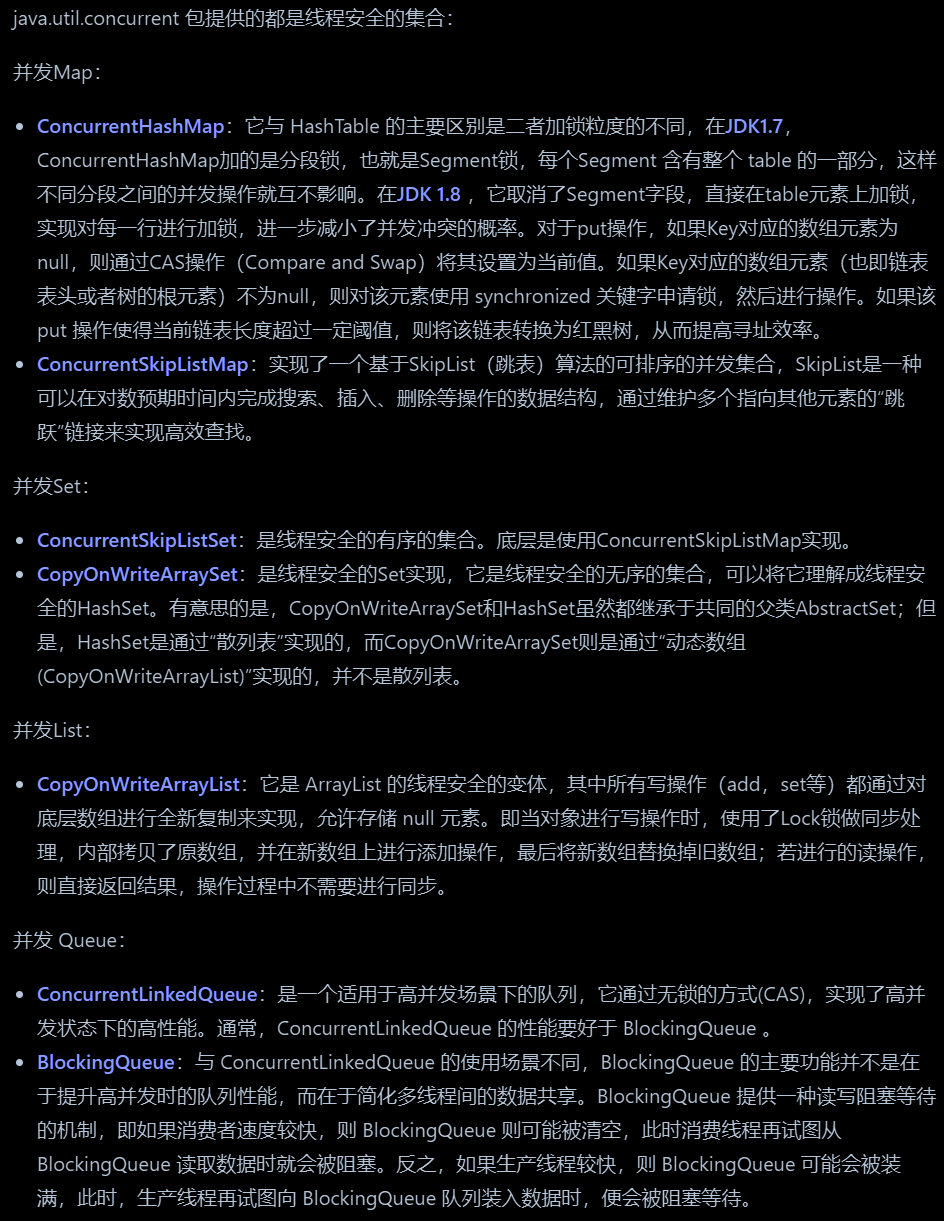 java.util.concurrent 包提供的都是线程安全的集合：
并发Map：
ConcurrentHashMap：它与 HashTable 的主要区别是二者加锁粒度的不同，在JDK1.7，
ConcurrentHashMap加的是分段锁，也就是Segment锁，每个Segment 含有整个 table 的一部分，这样
不同分段之间的并发操作就互不影响。在JDK 1.8 ，它取消了Segment字段，直接在table元素上加锁，
实现对每一行进行加锁，进一步减小了并发冲突的概率。对于put操作，如果Key对应的数组元素为
null，则通过CAS操作（Compare and Swap）将其设置为当前值。如果Key对应的数组元素（也即链表
表头或者树的根元素）不为null，则对该元素使用 synchronized 关键字申请锁，然后进行操作。如果该
put 操作使得当前链表长度超过一定阈值，则将该链表转换为红黑树，从而提高寻址效率。
ConcurrentSkipListMap：实现了一个基于SkipList（跳表）算法的可排序的并发集合，SkipList是一种
可以在对数预期时间内完成搜索、插入、删除等操作的数据结构，通过维护多个指向其他元素的“跳
跃”链接来实现高效查找。
并发Set：
ConcurrentSkipListSet：是线程安全的有序的集合。底层是使用ConcurrentSkipListMap实现。
CopyOnWriteArraySet：是线程安全的Set实现，它是线程安全的无序的集合，可以将它理解成线程安
全的HashSet。有意思的是，CopyOnWriteArraySet和HashSet虽然都继承于共同的父类AbstractSet；但
是，HashSet是通过“散列表”实现的，而CopyOnWriteArraySet则是通过“动态数组
(CopyOnWriteArrayList)”实现的，并不是散列表。
并发List：
CopyOnWriteArrayList：它是 ArrayList 的线程安全的变体，其中所有写操作（add，set等）都通过对
底层数组进行全新复制来实现，允许存储 null 元素。即当对象进行写操作时，使用了Lock锁做同步处
理，内部拷贝了原数组，并在新数组上进行添加操作，最后将新数组替换掉旧数组；若进行的读操作，
则直接返回结果，操作过程中不需要进行同步。
并发 Queue：
ConcurrentLinkedQueue：是一个适用于高并发场景下的队列，它通过无锁的方式(CAS)，实现了高并
发状态下的高性能。通常，ConcurrentLinkedQueue 的性能要好于 BlockingQueue 。
BlockingQueue：与 ConcurrentLinkedQueue 的使用场景不同，BlockingQueue 的主要功能并不是在
于提升高并发时的队列性能，而在于简化多线程间的数据共享。BlockingQueue 提供一种读写阻塞等待
的机制，即如果消费者速度较快，则 BlockingQueue 则可能被清空，此时消费线程再试图从
BlockingQueue 读取数据时就会被阻塞。反之，如果生产线程较快，则 BlockingQueue 可能会被装
满，此时，生产线程再试图向 BlockingQueue 队列装入数据时，便会被阻塞等待。